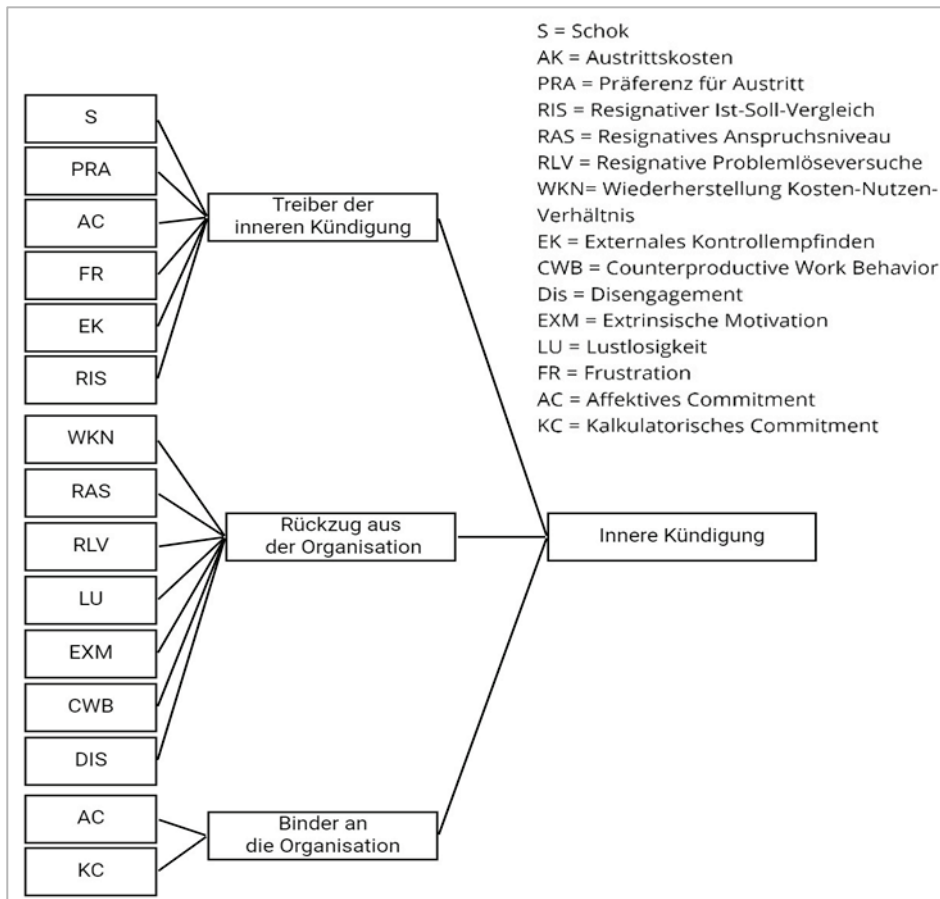 S = Schok
AK = Austrittskosten
PRA = Präferenz für Austritt
RIS = Resignativer Ist-Soll-Vergleich
RAS = Resignatives Anspruchsniveau
RLV = Resignative Problemlöseversuche
WKN= Wiederherstellung Kosten-Nutzen-
Verhältnis
EK = Externales Kontrollempfinden
CWB = Counterproductive Work Behavior
Dis = Disengagement
EXM = Extrinsische Motivation
LU = Lustlosigkeit
FR = Frustration
AC = Affektives Commitment
KC = Kalkulatorisches Commitment
S
PRA
AC
FR
EK
RIS
Treiber der
inneren Kündigung
WKN
RAS
RLV
LU
EXM
CWB
DIS
Rückzug aus
der Organisation
Innere Kündigung
AC
KC
Binder an
die Organisation